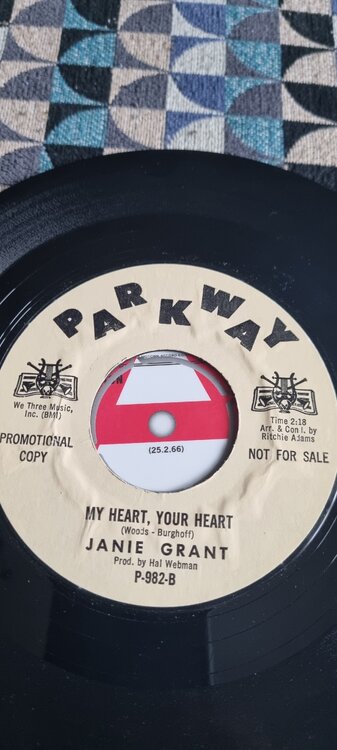 PARKWAY
We Three Music,
Inc. (BMI)
PROMOTIONAL
COPY
Time 2:18
Arr. & Cond. by
Ritchie Adams
NOT FOR SALE
(25.2.66)
MY HEART, YOUR HEART
(Woods - Burghoff)
JANIE GRANT
Prod. by Hal Webman
P-982-B